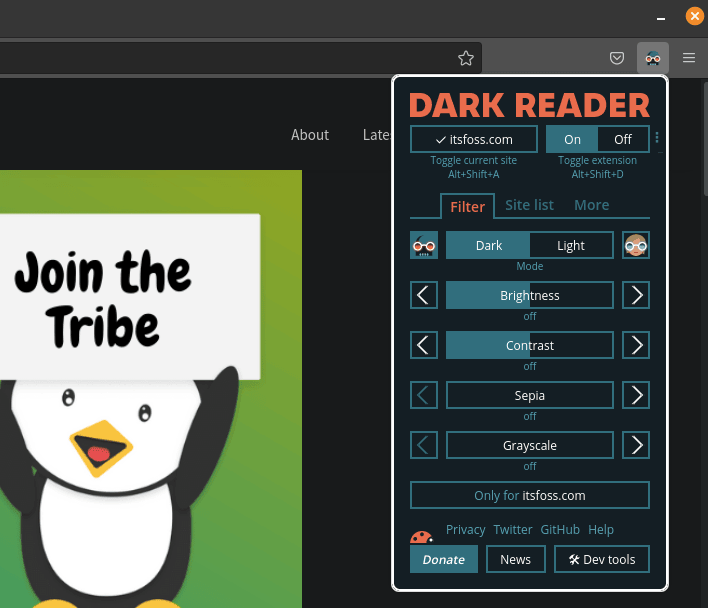 About
Late
Join the
Tribe
DARK READER
itsfoss.com
On
Off
Toggle current site
Alt+Shift+A
Toggle extension
Alt+Shift+D
Filter
Site list
More
Dark
Light
Mode
Brightness
off
Contrast
off
Sepia
off
Grayscale
off
Only for itsfoss.com
Privacy Twitter GitHub Help
Donate
News
🛠 Dev tools